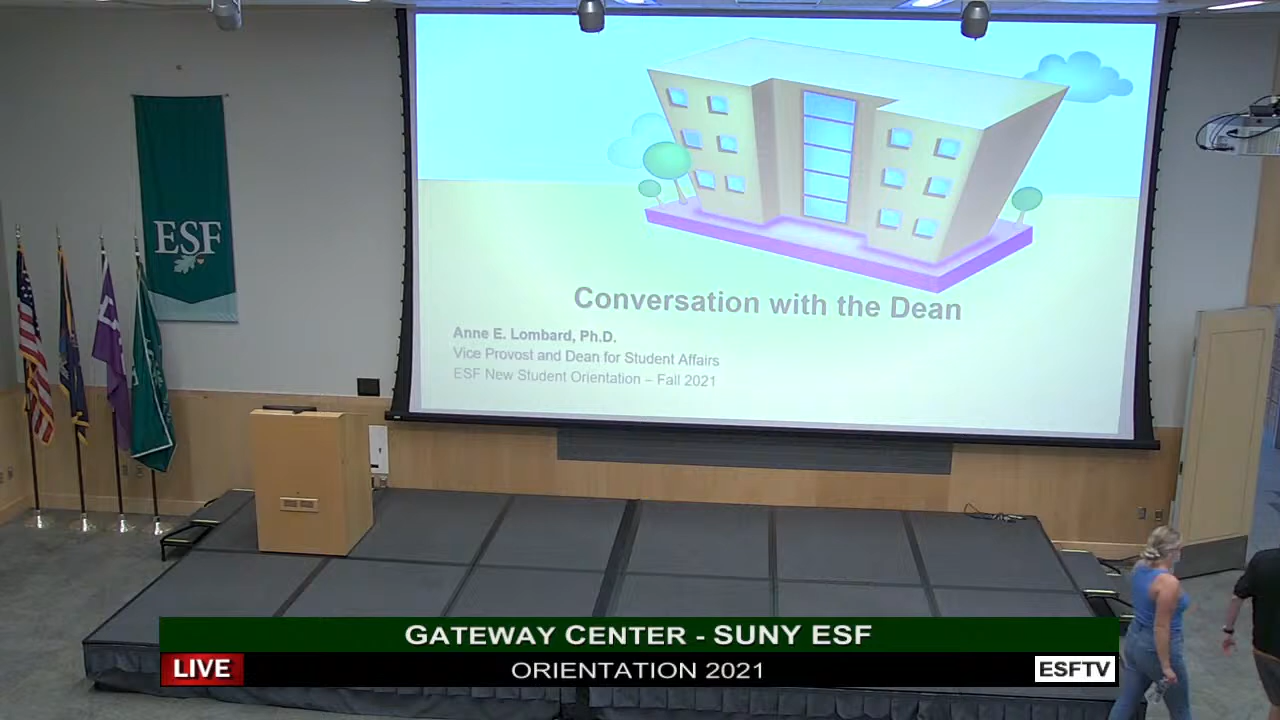 ESF
Conversation with the Dean
Anne E. Lombard, Ph.D.
Vice Provost and Dean for Student Affairs
ESF New Student Orientation – Fall 2021
GATEWAY CENTER - SUNY ESF
LIVE
ORIENTATION 2021
ESFTV